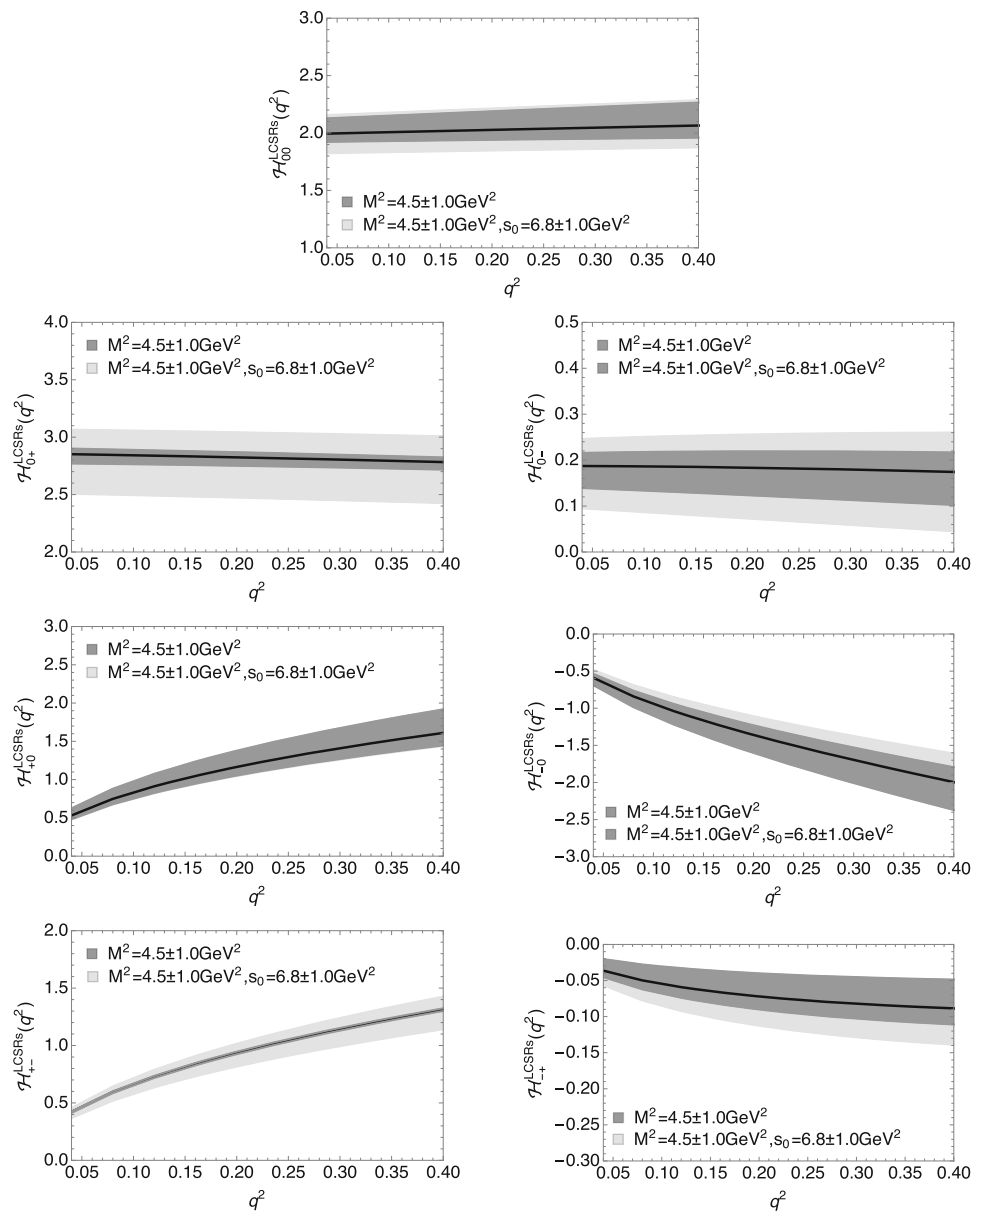 3.0
2.5
2.0
1.5
1.0
ℋ₀₀^LCSRs(q²)
M²=4.5±1.0GeV²
M²=4.5±1.0GeV²,s₀=6.8±1.0GeV²
0.05 0.10 0.15 0.20 0.25 0.30 0.35 0.40
q²
4.0
3.5
3.0
2.5
2.0
ℋ₀₊^LCSRs(q²)
M²=4.5±1.0GeV²
M²=4.5±1.0GeV²,s₀=6.8±1.0GeV²
0.05 0.10 0.15 0.20 0.25 0.30 0.35 0.40
q²
0.5
0.4
0.3
0.2
0.1
0.0
ℋ₀₋^LCSRs(q²)
M²=4.5±1.0GeV²
M²=4.5±1.0GeV²,s₀=6.8±1.0GeV²
0.05 0.10 0.15 0.20 0.25 0.30 0.35 0.40
q²
3.0
2.5
2.0
1.5
1.0
0.5
0.0
ℋ₊₀^LCSRs(q²)
M²=4.5±1.0GeV²
M²=4.5±1.0GeV²,s₀=6.8±1.0GeV²
0.05 0.10 0.15 0.20 0.25 0.30 0.35 0.40
q²
−0.0
−0.5
−1.0
−1.5
−2.0
−2.5
−3.0
ℋ₋₀^LCSRs(q²)
M²=4.5±1.0GeV²
M²=4.5±1.0GeV²,s₀=6.8±1.0GeV²
0.05 0.10 0.15 0.20 0.25 0.30 0.35 0.40
q²
2.0
1.5
1.0
0.5
0.0
ℋ₊₋^LCSRs(q²)
M²=4.5±1.0GeV²
M²=4.5±1.0GeV²,s₀=6.8±1.0GeV²
0.05 0.10 0.15 0.20 0.25 0.30 0.35 0.40
q²
0.00
−0.05
−0.10
−0.15
−0.20
−0.25
−0.30
ℋ₋₊^LCSRs(q²)
M²=4.5±1.0GeV²
M²=4.5±1.0GeV²,s₀=6.8±1.0GeV²
0.05 0.10 0.15 0.20 0.25 0.30 0.35 0.40
q²